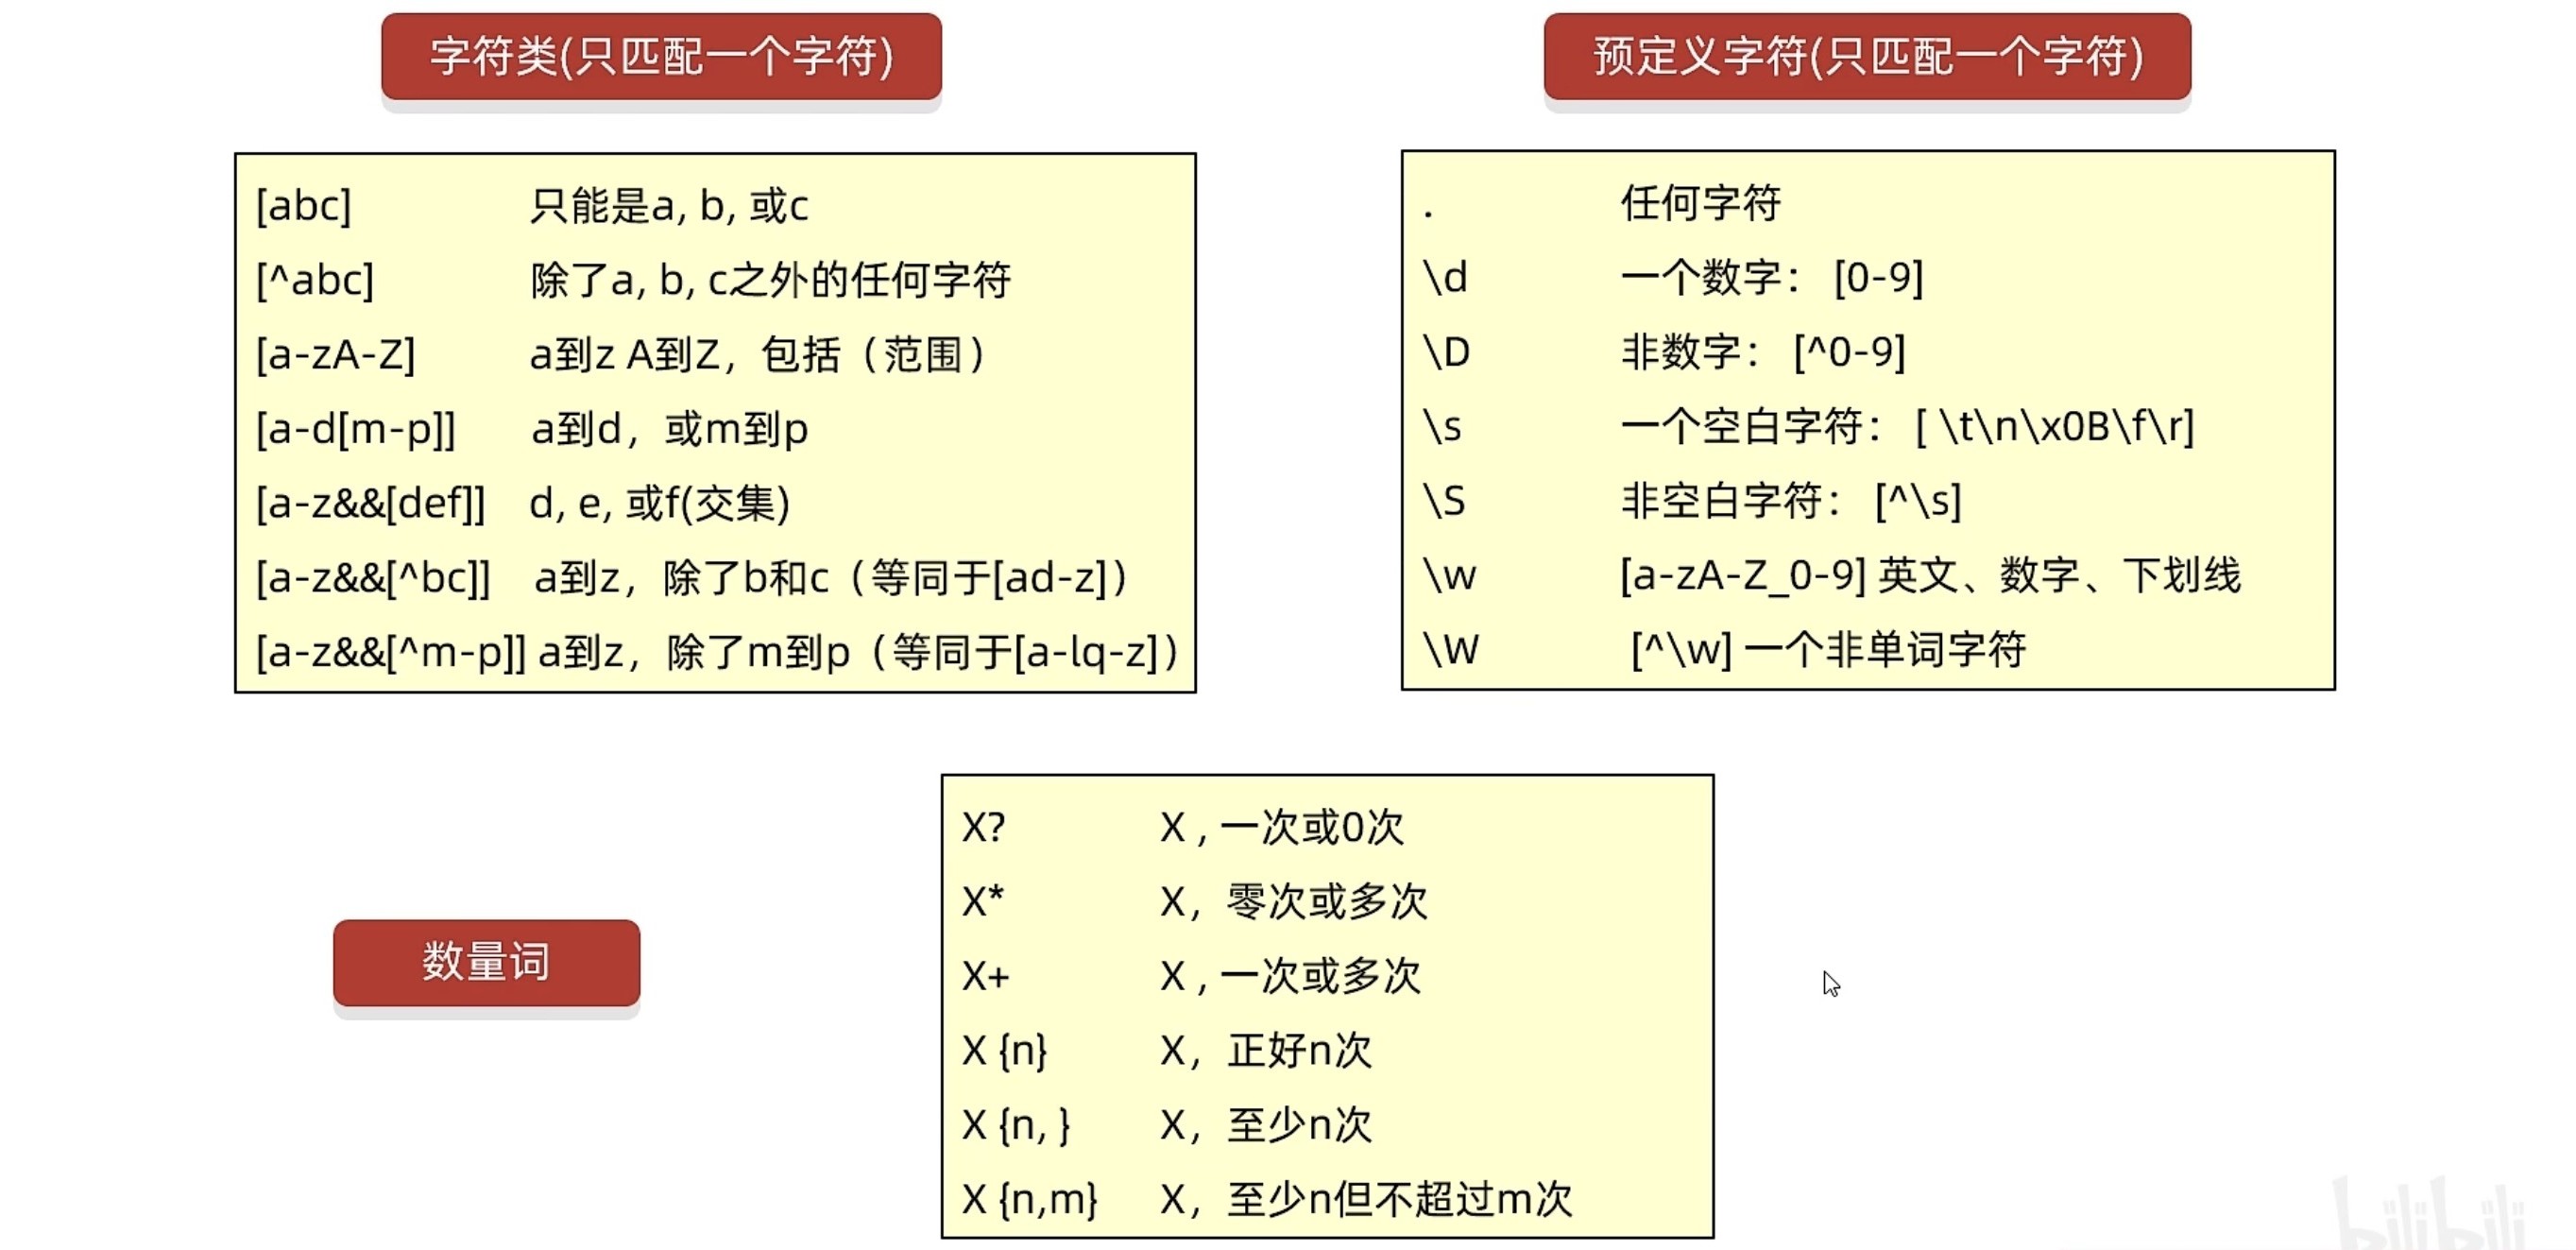 字符类(只匹配一个字符)
[abc] 只能是a, b, 或c
[^abc] 除了a, b, c之外的任何字符
[a-zA-Z] a到z A到Z，包括（范围）
[a-d[m-p]] a到d，或m到p
[a-z&&[def]] d, e, 或f(交集)
[a-z&&[^bc]] a到z，除了b和c（等同于[ad-z]）
[a-z&&[^m-p]] a到z，除了m到p（等同于[a-lq-z]）
预定义字符(只匹配一个字符)
. 任何字符
\d 一个数字： [0-9]
\D 非数字： [^0-9]
\s 一个空白字符： [ \t\n\x0B\f\r]
\S 非空白字符： [^\s]
\w [a-zA-Z_0-9] 英文、数字、下划线
\W [^\w] 一个非单词字符
数量词
X? X , 一次或0次
X* X，零次或多次
X+ X , 一次或多次
X {n} X，正好n次
X {n, } X，至少n次
X {n,m} X，至少n但不超过m次
bilibili